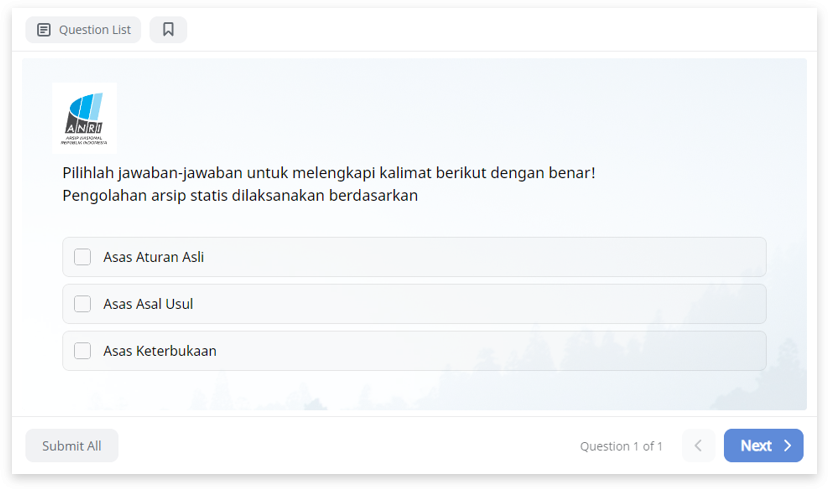 Question List
ANRI
ARSIP NASIONAL
REPUBLIK INDONESIA
Pilihlah jawaban-jawaban untuk melengkapi kalimat berikut dengan benar!
Pengolahan arsip statis dilaksanakan berdasarkan
Asas Aturan Asli
Asas Asal Usul
Asas Keterbukaan
Submit All
Question 1 of 1
Next